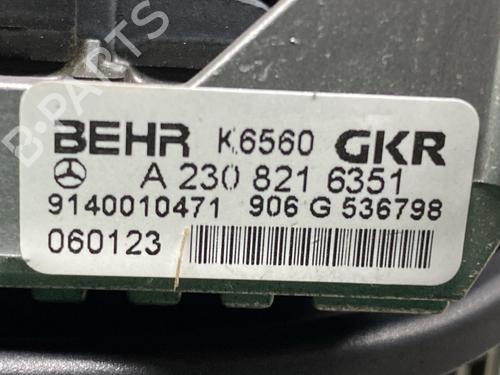 BEHR K6560 GKR
A 230 821 6351
9140010471 906 G 536798
060123
B-PARTS